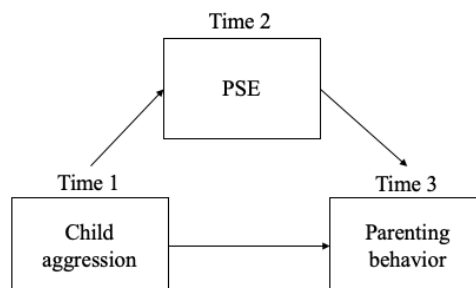 Time 2
PSE
Time 1
Time 3
Child
aggression
Parenting
behavior